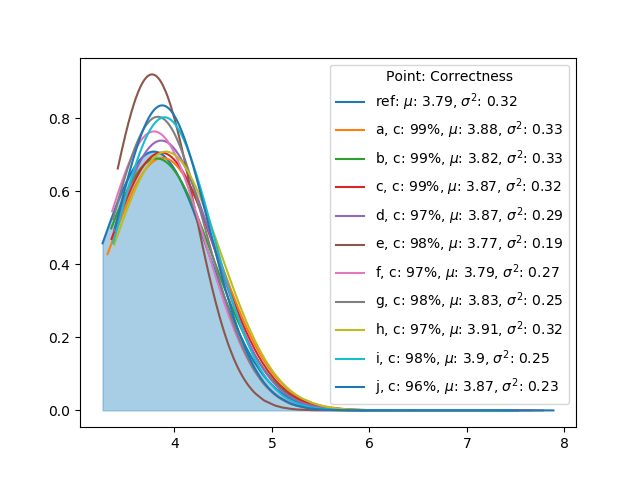 Point: Correctness
ref: μ: 3.79, σ²: 0.32
a, c: 99%, μ: 3.88, σ²: 0.33
b, c: 99%, μ: 3.82, σ²: 0.33
c, c: 99%, μ: 3.87, σ²: 0.32
d, c: 97%, μ: 3.87, σ²: 0.29
e, c: 98%, μ: 3.77, σ²: 0.19
f, c: 97%, μ: 3.79, σ²: 0.27
g, c: 98%, μ: 3.83, σ²: 0.25
h, c: 97%, μ: 3.91, σ²: 0.32
i, c: 98%, μ: 3.9, σ²: 0.25
j, c: 96%, μ: 3.87, σ²: 0.23
0.8
0.6
0.4
0.2
0.0
4 5 6 7 8